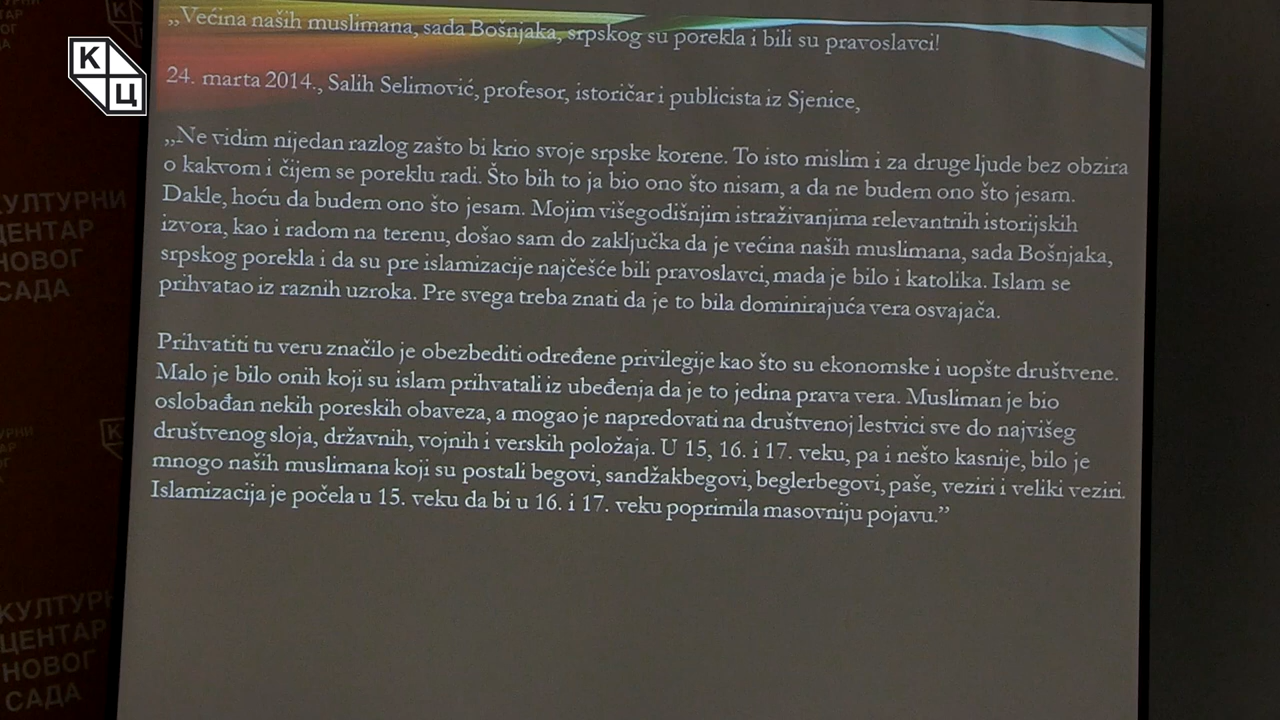 „Većina naših muslimana, sada Bošnjaka, srpskog su porekla i bili su pravoslavci!
24. marta 2014., Salih Selimović, profesor, istoričar i publicista iz Sjenice,
„Ne vidim nijedan razlog zašto bi krio svoje srpske korene. To isto mislim i za druge ljude bez obzira
o kakvom i čijem se poreklu radi. Što bih to ja bio ono što nisam, a da ne budem ono što jesam.
Dakle, hoću da budem ono što jesam. Mojim višegodišnjim istraživanjima relevantnih istorijskih
izvora, kao i radom na terenu, došao sam do zaključka da je većina naših muslimana, sada Bošnjaka,
srpskog porekla i da su pre islamizacije najčešće bili pravoslavci, mada je bilo i katolika. Islam se
prihvatao iz raznih uzroka. Pre svega treba znati da je to bila dominirajuća vera osvajača.
Prihvatiti tu veru značilo je obezbediti određene privilegije kao što su ekonomske i uopšte društvene.
Malo je bilo onih koji su islam prihvatali iz ubeđenja da je to jedina prava vera. Musliman je bio
oslobađan nekih poreskih obaveza, a mogao je napredovati na društvenoj lestvici sve do najvišeg
društvenog sloja, državnih, vojnih i verskih položaja. U 15, 16. i 17. veku, pa i nešto kasnije, bilo je
mnogo naših muslimana koji su postali begovi, sandžakbegovi, beglerbegovi, paše, veziri i veliki veziri.
Islamizacija je počela u 15. veku da bi u 16. i 17. veku poprimila masovniju pojavu.”
К
Ц
КУЛТУРНИ
ЦЕНТАР
НОВОГ
САДА
КУЛТУРН
ЦЕНТАР
НОВОГ
САДА